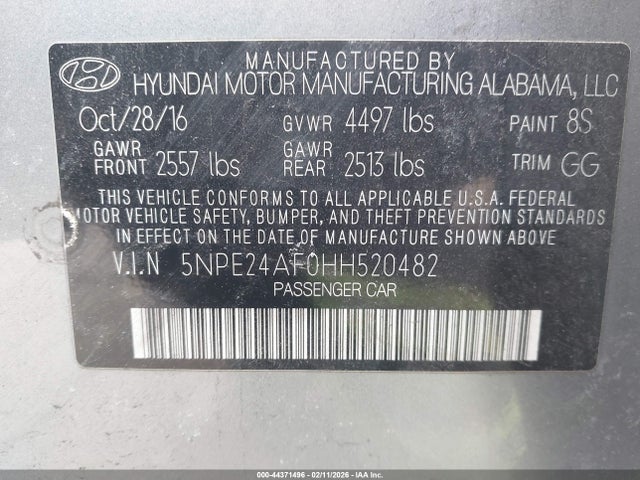 MANUFACTURED BY
HYUNDAI MOTOR MANUFACTURING ALABAMA, LLC
Oct/28/16 GVWR 4497 lbs PAINT 8S
GAWR FRONT 2557 lbs GAWR REAR 2513 lbs TRIM GG
THIS VEHICLE CONFORMS TO ALL APPLICABLE U.S.A. FEDERAL
MOTOR VEHICLE SAFETY, BUMPER, AND THEFT PREVENTION STANDARDS
IN EFFECT ON THE DATE OF MANUFACTURE SHOWN ABOVE.
V.I.N 5NPE24AF0HH520482
PASSENGER CAR
000-44371496 - 02/11/2026 - © IAA Inc.